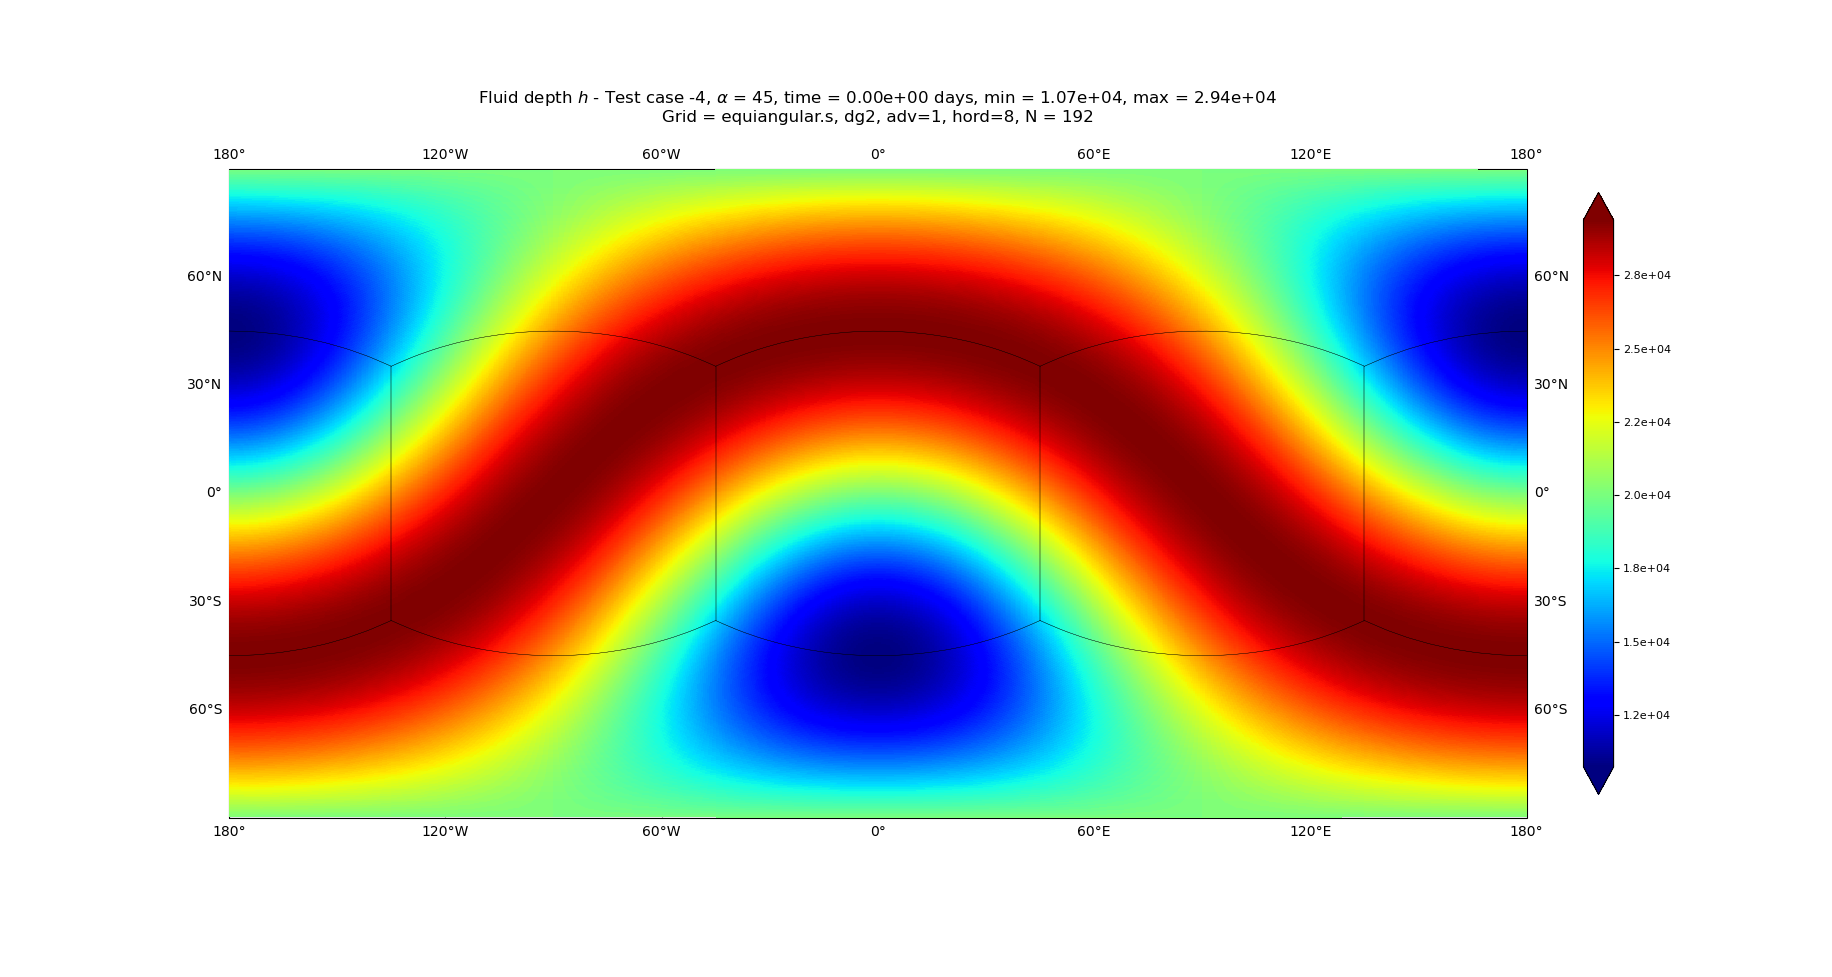 Fluid depth h - Test case -4, α = 45, time = 0.00e+00 days, min = 1.07e+04, max = 2.94e+04
Grid = equiangular.s, dg2, adv=1, hord=8, N = 192
180° 120°W 60°W 0° 60°E 120°E 180°
60°N 60°N
30°N 30°N
0° 0°
30°S 30°S
60°S 60°S
180° 120°W 60°W 0° 60°E 120°E 180°
2.8e+04
2.5e+04
2.2e+04
2.0e+04
1.8e+04
1.5e+04
1.2e+04